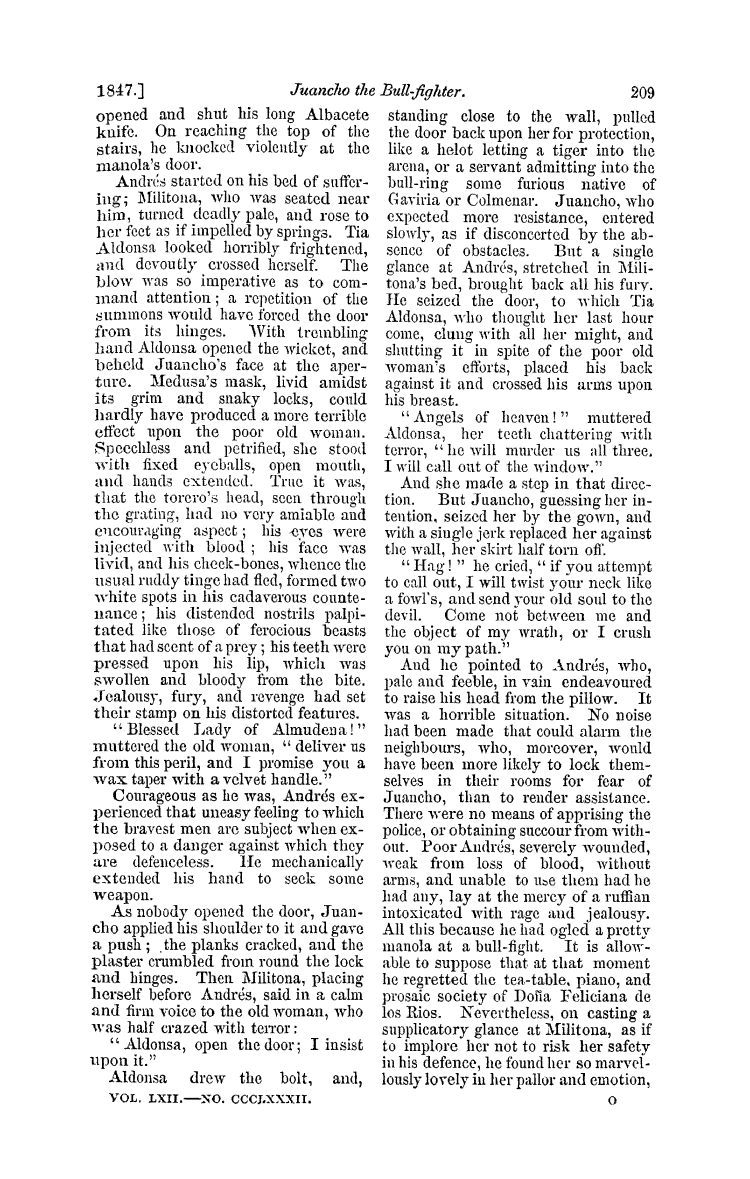 1847.] Juancho the Bull-fighter. 209
opened and shut his long Albacete
knife. On reaching the top of the
stairs, he knocked violently at the
manola's door.
Andrés started on his bed of suffer-
ing; Militona, who was seated near
him, turned deadly pale, and rose to
her feet as if impelled by springs. Tia
Aldonsa looked horribly frightened,
and devoutly crossed herself. The
blow was so imperative as to com-
mand attention; a repetition of the
summons would have forced the door
from its hinges. With trembling
hand Aldonsa opened the wicket, and
beheld Juancho's face at the aper-
ture. Medusa's mask, livid amidst
its grim and snaky locks, could
hardly have produced a more terrible
effect upon the poor old woman.
Speechless and petrified, she stood
with fixed eyeballs, open mouth,
and hands extended. True it was,
that the torero's head, seen through
the grating, had no very amiable and
encouraging aspect; his eyes were
injected with blood; his face was
livid, and his cheek-bones, whence the
usual ruddy tinge had fled, formed two
white spots in his cadaverous counte-
nance; his distended nostrils palpi-
tated like those of ferocious beasts
that had scent of a prey; his teeth were
pressed upon his lip, which was
swollen and bloody from the bite.
Jealousy, fury, and revenge had set
their stamp on his distorted features.
"Blessed Lady of Almudena!"
muttered the old woman, "deliver us
from this peril, and I promise you a
wax taper with a velvet handle."
Courageous as he was, Andrés ex-
perienced that uneasy feeling to which
the bravest men are subject when ex-
posed to a danger against which they
are defenceless. He mechanically
extended his hand to seek some
weapon.
As nobody opened the door, Juan-
cho applied his shoulder to it and gave
a push; the planks cracked, and the
plaster crumbled from round the lock
and hinges. Then Militona, placing
herself before Andrés, said in a calm
and firm voice to the old woman, who
was half crazed with terror:
"Aldonsa, open the door; I insist
upon it."
Aldonsa drew the bolt, and,
standing close to the wall, pulled
the door back upon her for protection,
like a helot letting a tiger into the
arena, or a servant admitting into the
bull-ring some furious native of
Gaviria or Colmenar. Juancho, who
expected more resistance, entered
slowly, as if disconcerted by the ab-
sence of obstacles. But a single
glance at Andrés, stretched in Mili-
tona's bed, brought back all his fury.
He seized the door, to which Tia
Aldonsa, who thought her last hour
come, clung with all her might, and
shutting it in spite of the poor old
woman's efforts, placed his back
against it and crossed his arms upon
his breast.
"Angels of heaven!" muttered
Aldonsa, her teeth chattering with
terror, "he will murder us all three.
I will call out of the window."
And she made a step in that direc-
tion. But Juancho, guessing her in-
tention, seized her by the gown, and
with a single jerk replaced her against
the wall, her skirt half torn off.
"Hag!" he cried, "if you attempt
to call out, I will twist your neck like
a fowl's, and send your old soul to the
devil. Come not between me and
the object of my wrath, or I crush
you on my path."
And he pointed to Andrés, who,
pale and feeble, in vain endeavoured
to raise his head from the pillow. It
was a horrible situation. No noise
had been made that could alarm the
neighbours, who, moreover, would
have been more likely to lock them-
selves in their rooms for fear of
Juancho, than to render assistance.
There were no means of apprising the
police, or obtaining succour from with-
out. Poor Andrés, severely wounded,
weak from loss of blood, without
arms, and unable to use them had he
had any, lay at the mercy of a ruffian
intoxicated with rage and jealousy.
All this because he had ogled a pretty
manola at a bull-fight. It is allow-
able to suppose that at that moment
he regretted the tea-table, piano, and
prosaic society of Doña Feliciana de
los Rios. Nevertheless, on casting a
supplicatory glance at Militona, as if
to implore her not to risk her safety
in his defence, he found her so marvel-
lously lovely in her pallor and emotion,
VOL. LXII.—NO. CCCLXXXII. O